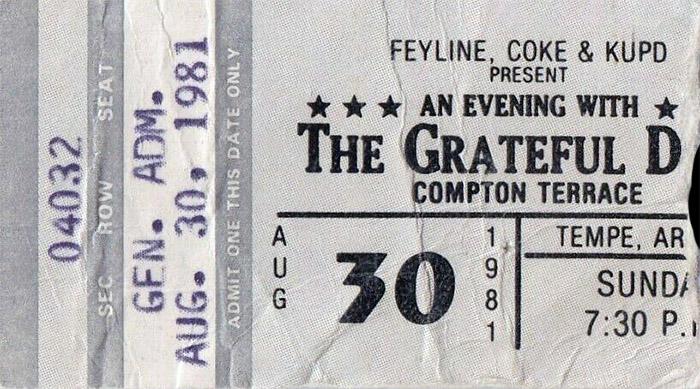 04032
SEC ROW SEAT
GEN. ADM.
AUG. 30, 1981
ADMIT ONE THIS DATE ONLY
FEYLINE, COKE & KUPD
PRESENT
★ ★ ★ AN EVENING WITH ★
THE GRATEFUL D
COMPTON TERRACE
AUG 30 1981
TEMPE, AR
SUNDA
7:30 P.